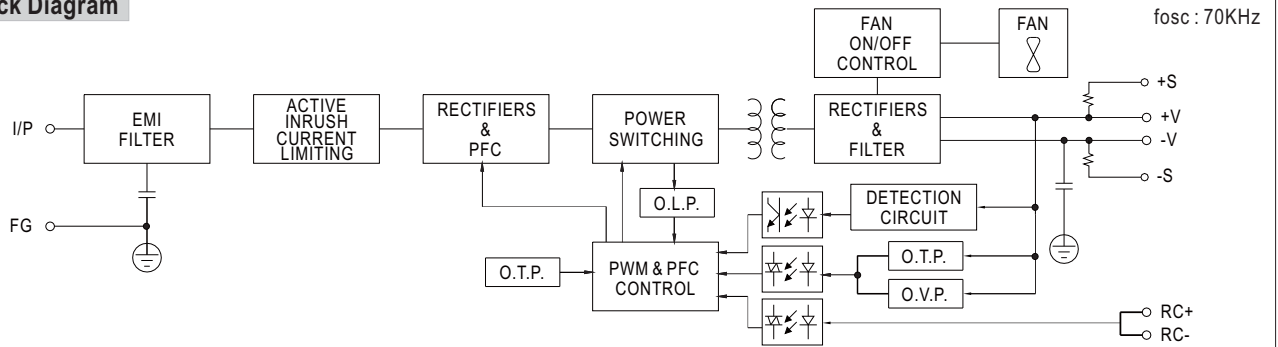 ck Diagram
fosc : 70KHz
FAN
ON/OFF
CONTROL
FAN
I/P
EMI
FILTER
ACTIVE
INRUSH
CURRENT
LIMITING
RECTIFIERS
&
PFC
POWER
SWITCHING
RECTIFIERS
&
FILTER
+S
+V
-V
-S
FG
O.L.P.
DETECTION
CIRCUIT
O.T.P.
PWM & PFC
CONTROL
O.T.P.
O.V.P.
RC+
RC-